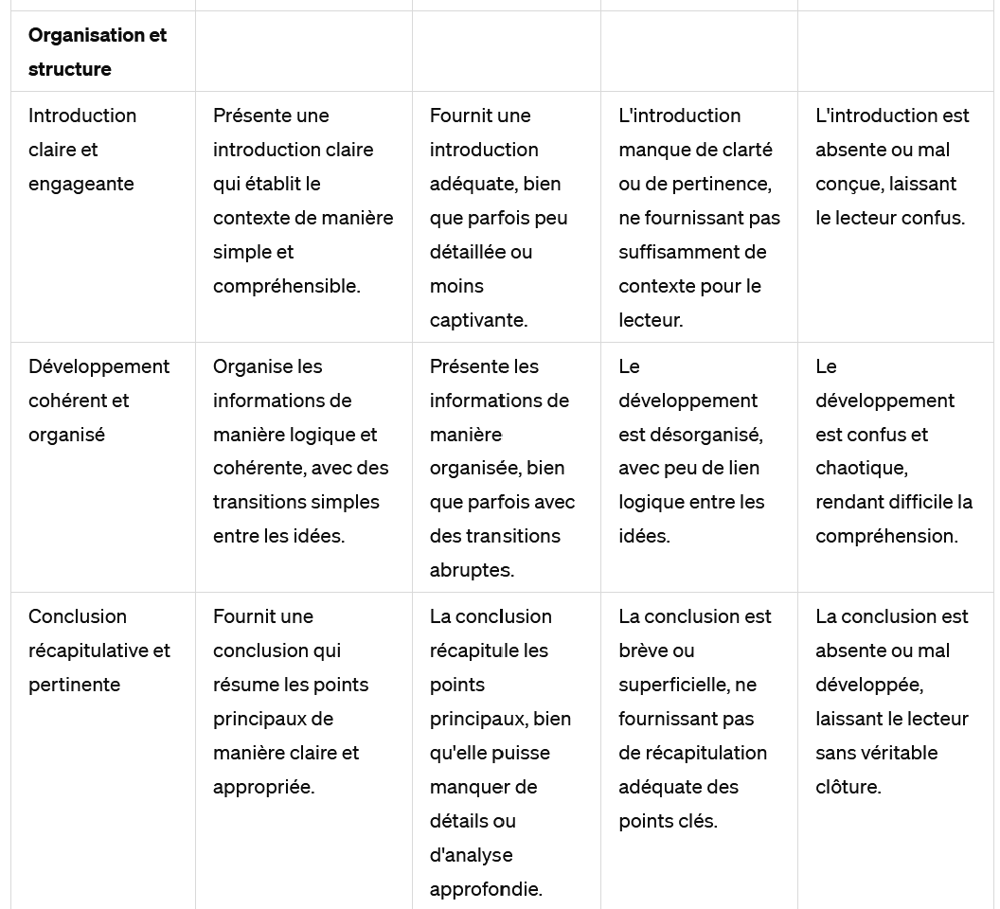 Organisation et
structure
Introduction
claire et
engageante
Présente une
introduction claire
qui établit le
contexte de manière
simple et
compréhensible.
Fournit une
introduction
adéquate, bien
que parfois peu
détaillée ou
moins
captivante.
L'introduction
manque de clarté
ou de pertinence,
ne fournissant pas
suffisamment de
contexte pour le
lecteur.
L'introduction est
absente ou mal
conçue, laissant
le lecteur confus.
Développement
cohérent et
organisé
Organise les
informations de
manière logique et
cohérente, avec des
transitions simples
entre les idées.
Présente les
informations de
manière
organisée, bien
que parfois avec
des transitions
abruptes.
Le
développement
est désorganisé,
avec peu de lien
logique entre les
idées.
Le
développement
est confus et
chaotique,
rendant difficile la
compréhension.
Conclusion
récapitulative et
pertinente
Fournit une
conclusion qui
résume les points
principaux de
manière claire et
appropriée.
La conclusion
récapitule les
points
principaux, bien
qu'elle puisse
manquer de
détails ou
d'analyse
approfondie.
La conclusion est
brève ou
superficielle, ne
fournissant pas
de récapitulation
adéquate des
points clés.
La conclusion est
absente ou mal
développée,
laissant le lecteur
sans véritable
clôture.